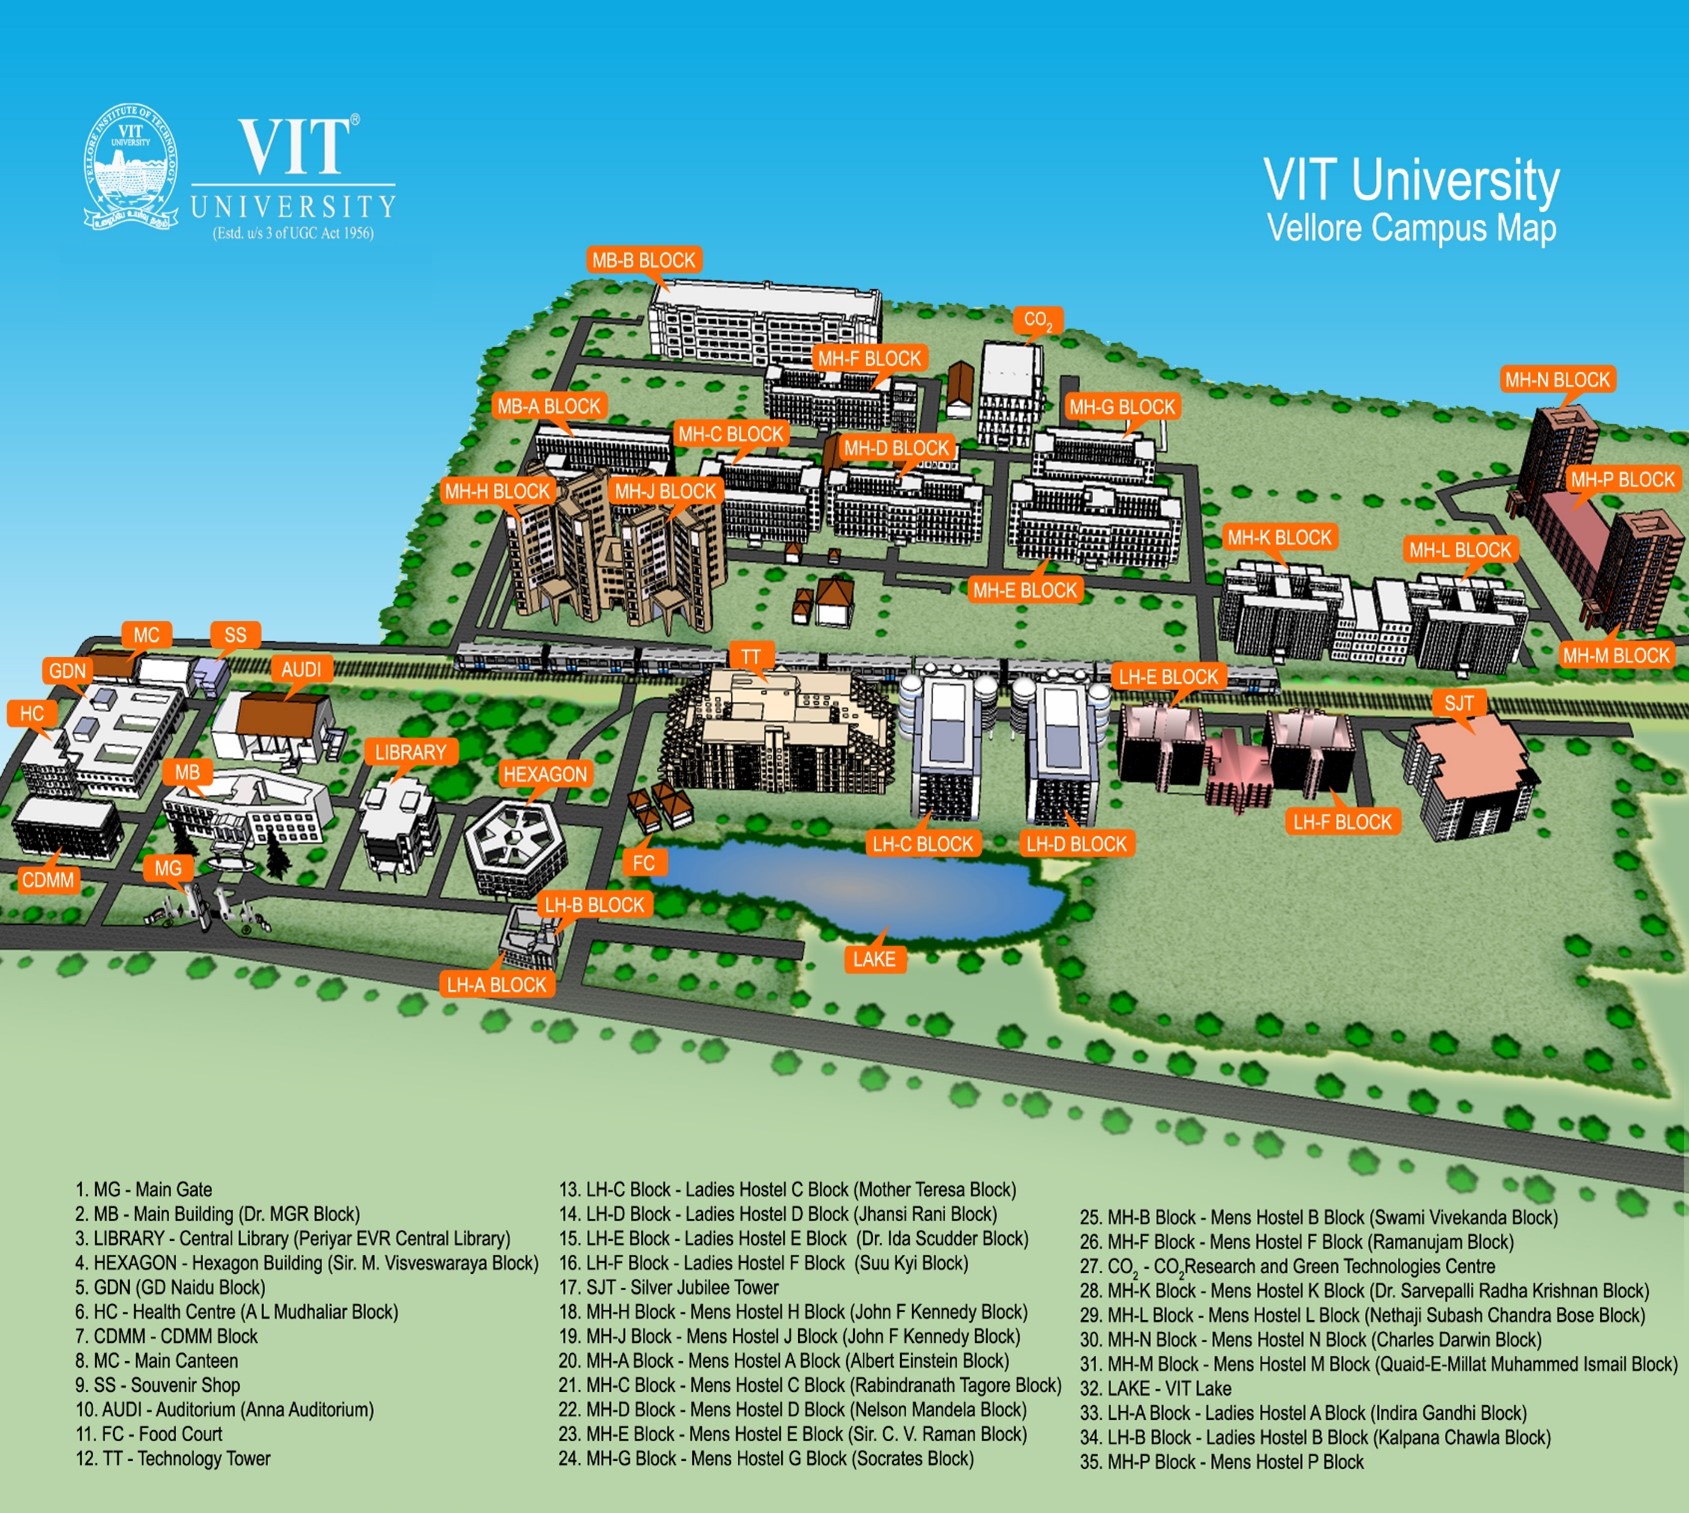 VELLORE INSTITUTE OF TECHNOLOGY
VIT
UNIVERSITY
VIT®
UNIVERSITY
(Estd. u/s 3 of UGC Act 1956)
VIT University
Vellore Campus Map
MB-B BLOCK
CO2
MH-F BLOCK
MH-N BLOCK
MB-A BLOCK
MH-G BLOCK
MH-C BLOCK
MH-D BLOCK
MH-P BLOCK
MH-H BLOCK
MH-J BLOCK
MH-K BLOCK
MH-L BLOCK
MH-E BLOCK
MC
SS
TT
MH-M BLOCK
GDN
AUDI
LH-E BLOCK
HC
SJT
LIBRARY
MB
HEXAGON
LH-F BLOCK
LH-C BLOCK
LH-D BLOCK
FC
MG
CDMM
LH-B BLOCK
LAKE
LH-A BLOCK
1. MG - Main Gate
2. MB - Main Building (Dr. MGR Block)
3. LIBRARY - Central Library (Periyar EVR Central Library)
4. HEXAGON - Hexagon Building (Sir. M. Visveswaraya Block)
5. GDN (GD Naidu Block)
6. HC - Health Centre (A L Mudhaliar Block)
7. CDMM - CDMM Block
8. MC - Main Canteen
9. SS - Souvenir Shop
10. AUDI - Auditorium (Anna Auditorium)
11. FC - Food Court
12. TT - Technology Tower
13. LH-C Block - Ladies Hostel C Block (Mother Teresa Block)
14. LH-D Block - Ladies Hostel D Block (Jhansi Rani Block)
15. LH-E Block - Ladies Hostel E Block (Dr. Ida Scudder Block)
16. LH-F Block - Ladies Hostel F Block (Suu Kyi Block)
17. SJT - Silver Jubilee Tower
18. MH-H Block - Mens Hostel H Block (John F Kennedy Block)
19. MH-J Block - Mens Hostel J Block (John F Kennedy Block)
20. MH-A Block - Mens Hostel A Block (Albert Einstein Block)
21. MH-C Block - Mens Hostel C Block (Rabindranath Tagore Block)
22. MH-D Block - Mens Hostel D Block (Nelson Mandela Block)
23. MH-E Block - Mens Hostel E Block (Sir. C. V. Raman Block)
24. MH-G Block - Mens Hostel G Block (Socrates Block)
25. MH-B Block - Mens Hostel B Block (Swami Vivekanda Block)
26. MH-F Block - Mens Hostel F Block (Ramanujam Block)
27. CO2 - CO2Research and Green Technologies Centre
28. MH-K Block - Mens Hostel K Block (Dr. Sarvepalli Radha Krishnan Block)
29. MH-L Block - Mens Hostel L Block (Nethaji Subash Chandra Bose Block)
30. MH-N Block - Mens Hostel N Block (Charles Darwin Block)
31. MH-M Block - Mens Hostel M Block (Quaid-E-Millat Muhammed Ismail Block)
32. LAKE - VIT Lake
33. LH-A Block - Ladies Hostel A Block (Indira Gandhi Block)
34. LH-B Block - Ladies Hostel B Block (Kalpana Chawla Block)
35. MH-P Block - Mens Hostel P Block